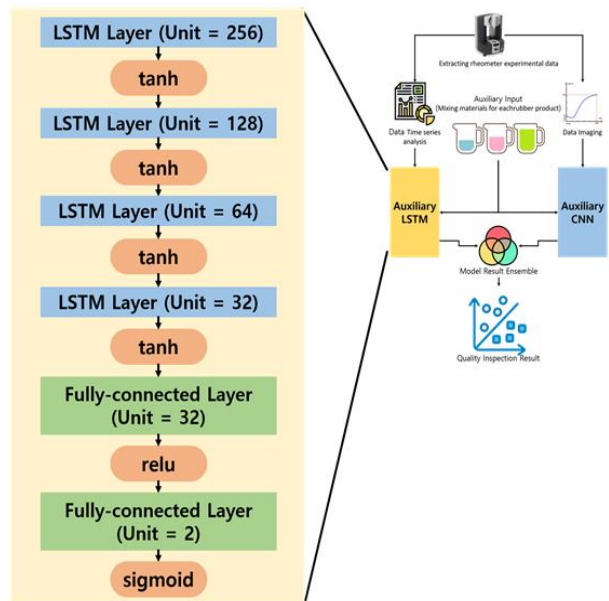 LSTM Layer (Unit = 256)
tanh
LSTM Layer (Unit = 128)
tanh
LSTM Layer (Unit = 64)
tanh
LSTM Layer (Unit = 32)
tanh
Fully-connected Layer
(Unit = 32)
relu
Fully-connected Layer
(Unit = 2)
sigmoid
Extracting rheometer experimental data
Auxiliary Input
(Mixing materials for eachrubber product)
Data Time series
analysis
Data Imaging
Auxiliary
LSTM
Auxiliary
CNN
Model Result Ensemble
Quality Inspection Result